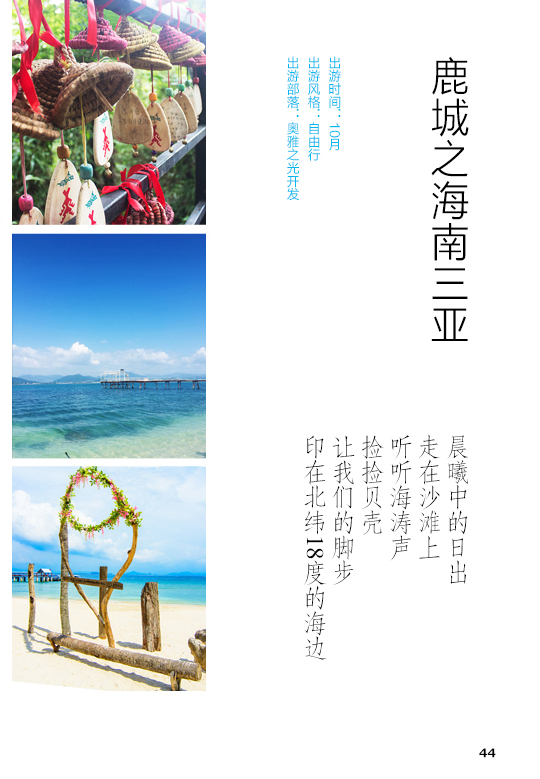 鹿城之海南三亚
出游时间：10月
出游风格：自由行
出游部落：奥雅之光开发
晨曦中的日出
走在沙滩上
听听海涛声
捡捡贝壳
让我们的脚步
印在北纬18度的海边
44